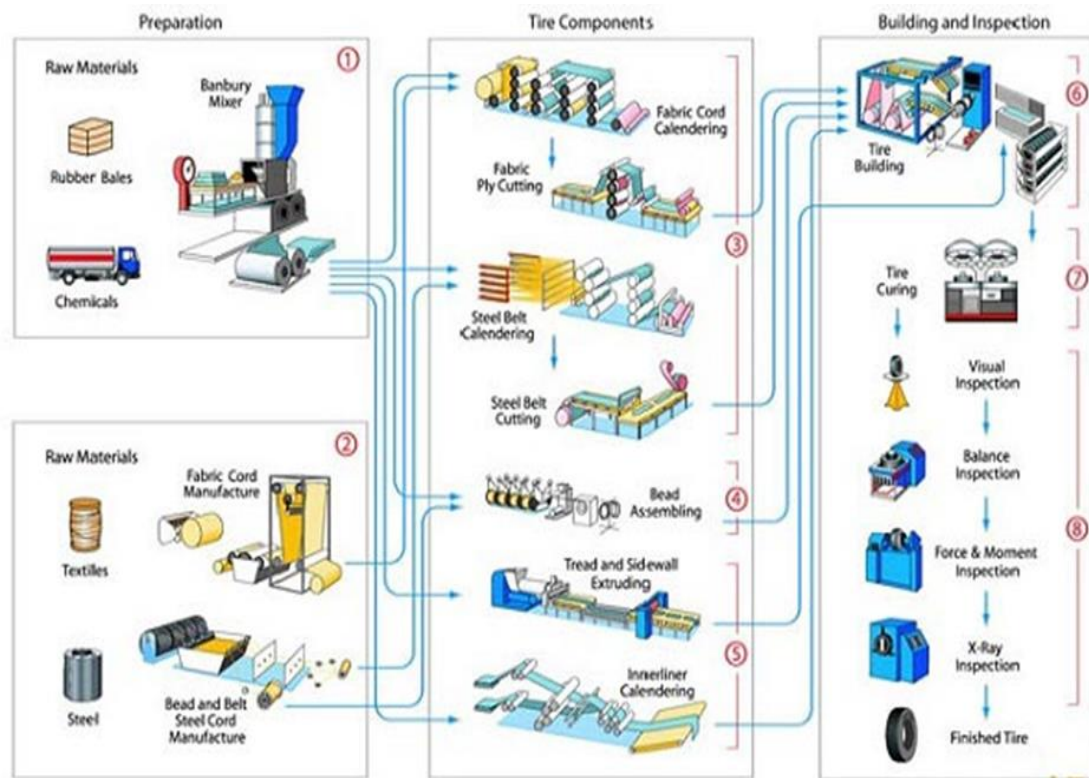 Preparation
Tire Components
Building and Inspection
1
Raw Materials
Banbury
Mixer
Rubber Bales
Chemicals
2
Raw Materials
Fabric Cord
Manufacture
Textilles
Steel
Bead and Belt
Steel Cord
Manufacture
Fabric Cord
Calendering
Fabric
Ply Cutting
3
Steel Belt
Calendering
Steel Belt
Cutting
4
Bead
Assembling
Tread and Sidewall
Extruding
5
Innerliner
Calendering
6
Tire
Building
7
Tire
Curing
8
Visual
Inspection
Balance
Inspection
Force & Moment
Inspection
X-Ray
Inspection
Finished Tire